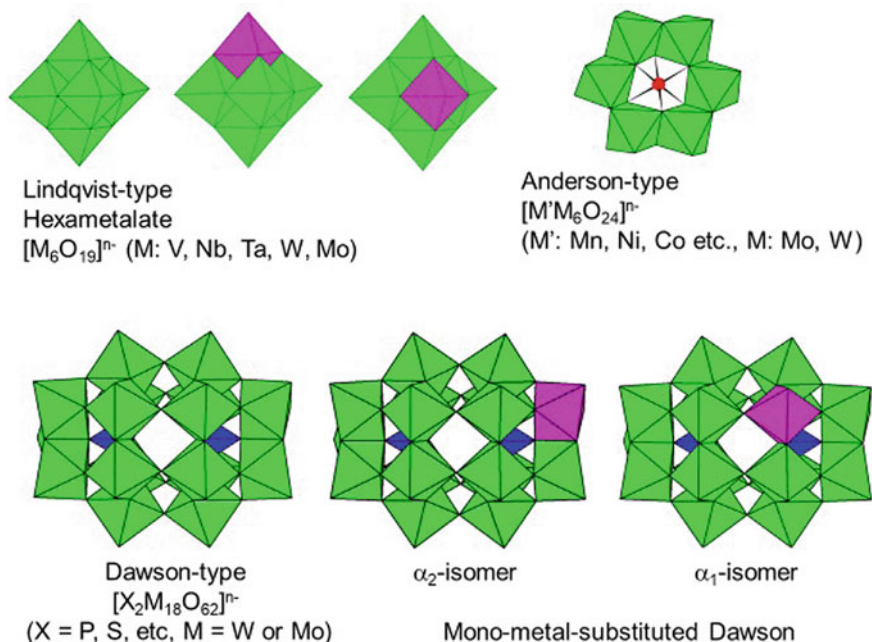 Lindqvist-type
Hexametalate
[M₆O₁₉]ⁿ⁻ (M: V, Nb, Ta, W, Mo)
Anderson-type
[M'M₆O₂₄]ⁿ⁻
(M': Mn, Ni, Co etc., M: Mo, W)
Dawson-type
[X₂M₁₈O₆₂]ⁿ⁻
(X = P, S, etc, M = W or Mo)
α₂-isomer
α₁-isomer
Mono-metal-substituted Dawson